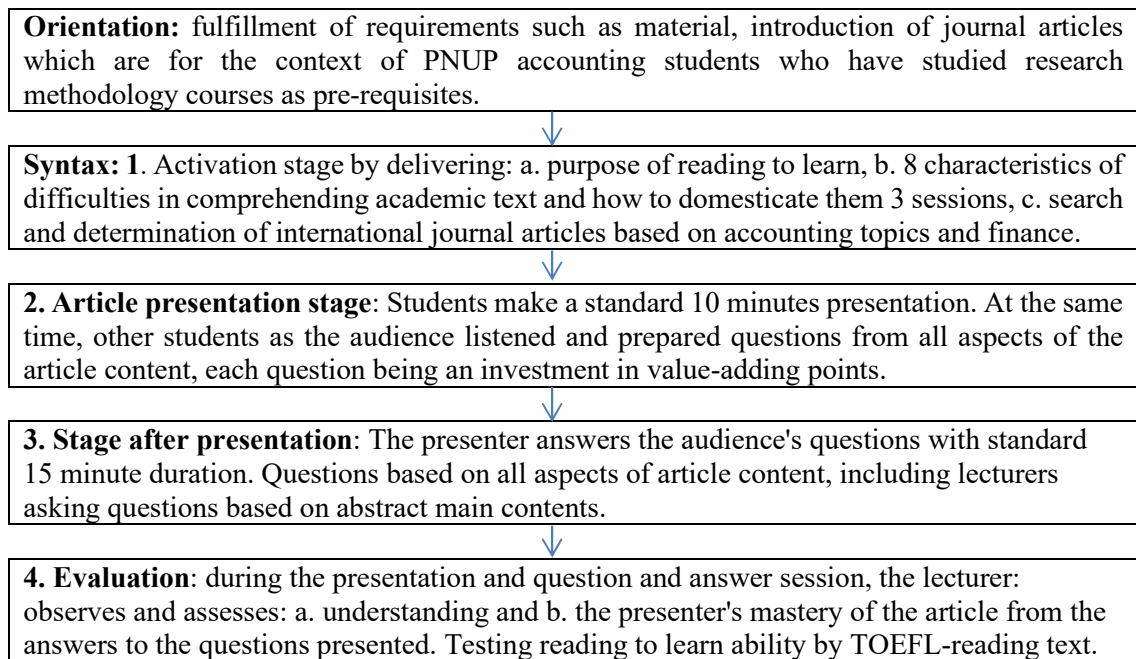 Orientation: fulfillment of requirements such as material, introduction of journal articles
which are for the context of PNUP accounting students who have studied research
methodology courses as pre-requisites.
Syntax: 1. Activation stage by delivering: a. purpose of reading to learn, b. 8 characteristics of
difficulties in comprehending academic text and how to domesticate them 3 sessions, c. search
and determination of international journal articles based on accounting topics and finance.
2. Article presentation stage: Students make a standard 10 minutes presentation. At the same
time, other students as the audience listened and prepared questions from all aspects of the
article content, each question being an investment in value-adding points.
3. Stage after presentation: The presenter answers the audience's questions with standard
15 minute duration. Questions based on all aspects of article content, including lecturers
asking questions based on abstract main contents.
4. Evaluation: during the presentation and question and answer session, the lecturer:
observes and assesses: a. understanding and b. the presenter's mastery of the article from the
answers to the questions presented. Testing reading to learn ability by TOEFL-reading text.